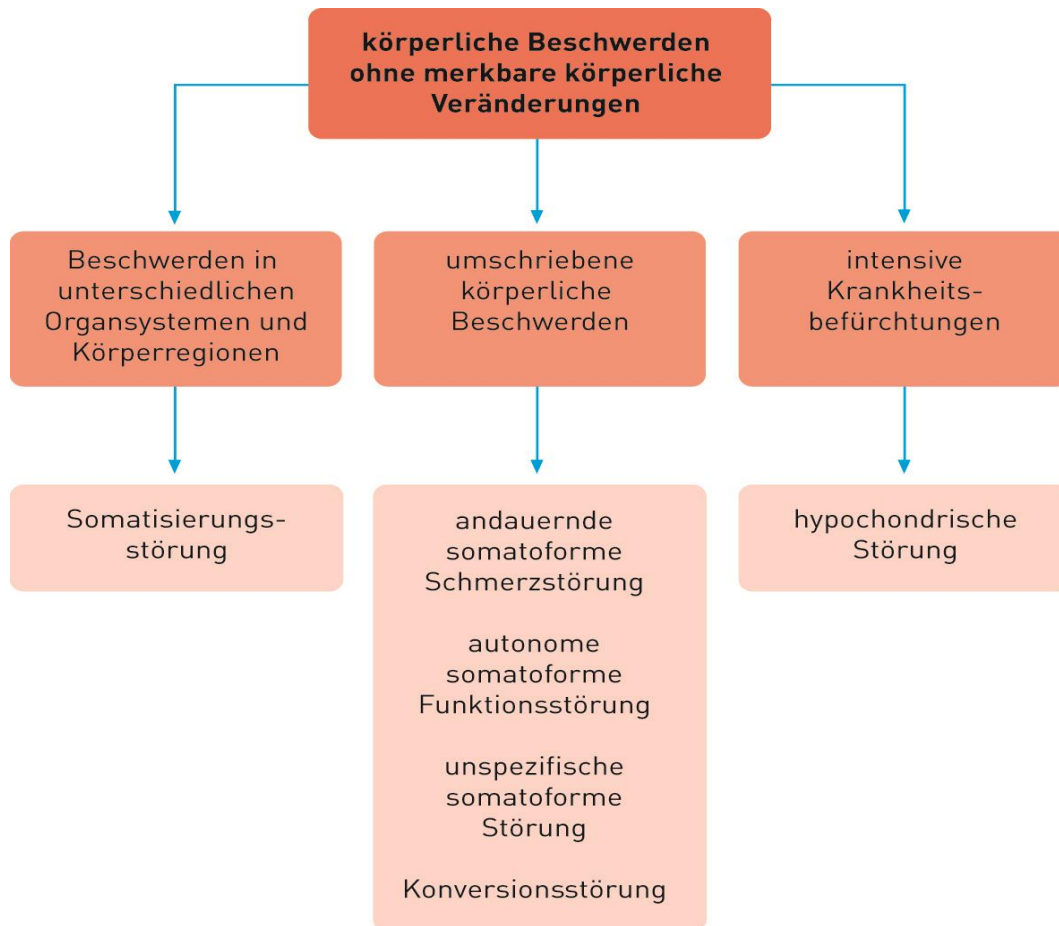 körperliche Beschwerden
ohne merkbare körperliche
Veränderungen
Beschwerden in
unterschiedlichen
Organsystemen und
Körperregionen
umschriebene
körperliche
Beschwerden
intensive
Krankheits-
befürchtungen
Somatisierungs-
störung
andauernde
somatoforme
Schmerzstörung
autonome
somatoforme
Funktionsstörung
unspezifische
somatoforme
Störung
Konversionsstörung
hypochondrische
Störung